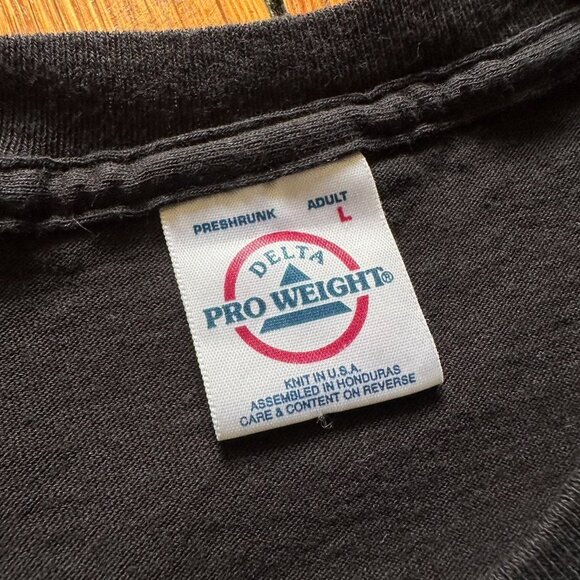 PRESHRUNK ADULT
L
DELTA
PRO WEIGHT®
KNIT IN U.S.A.
ASSEMBLED IN HONDURAS
CARE & CONTENT ON REVERSE